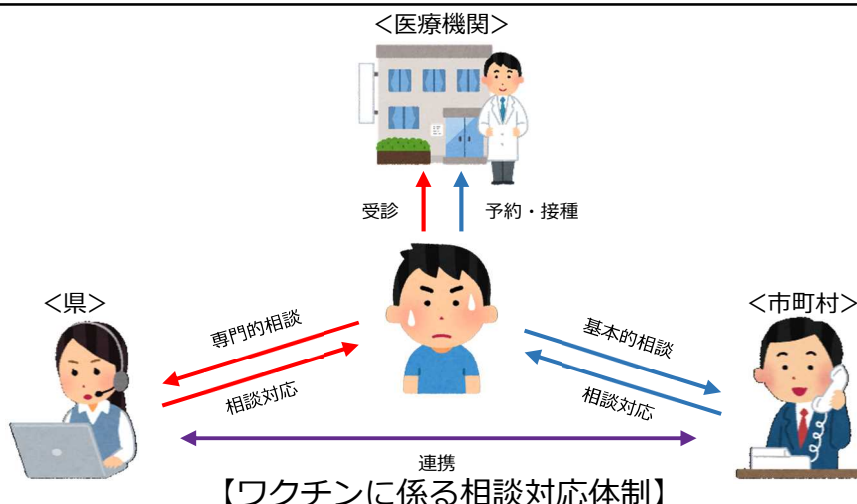 ＜医療機関＞
受診
予約・接種
＜県＞
＜市町村＞
専門的相談
相談対応
基本的相談
相談対応
連携
【ワクチンに係る相談対応体制】